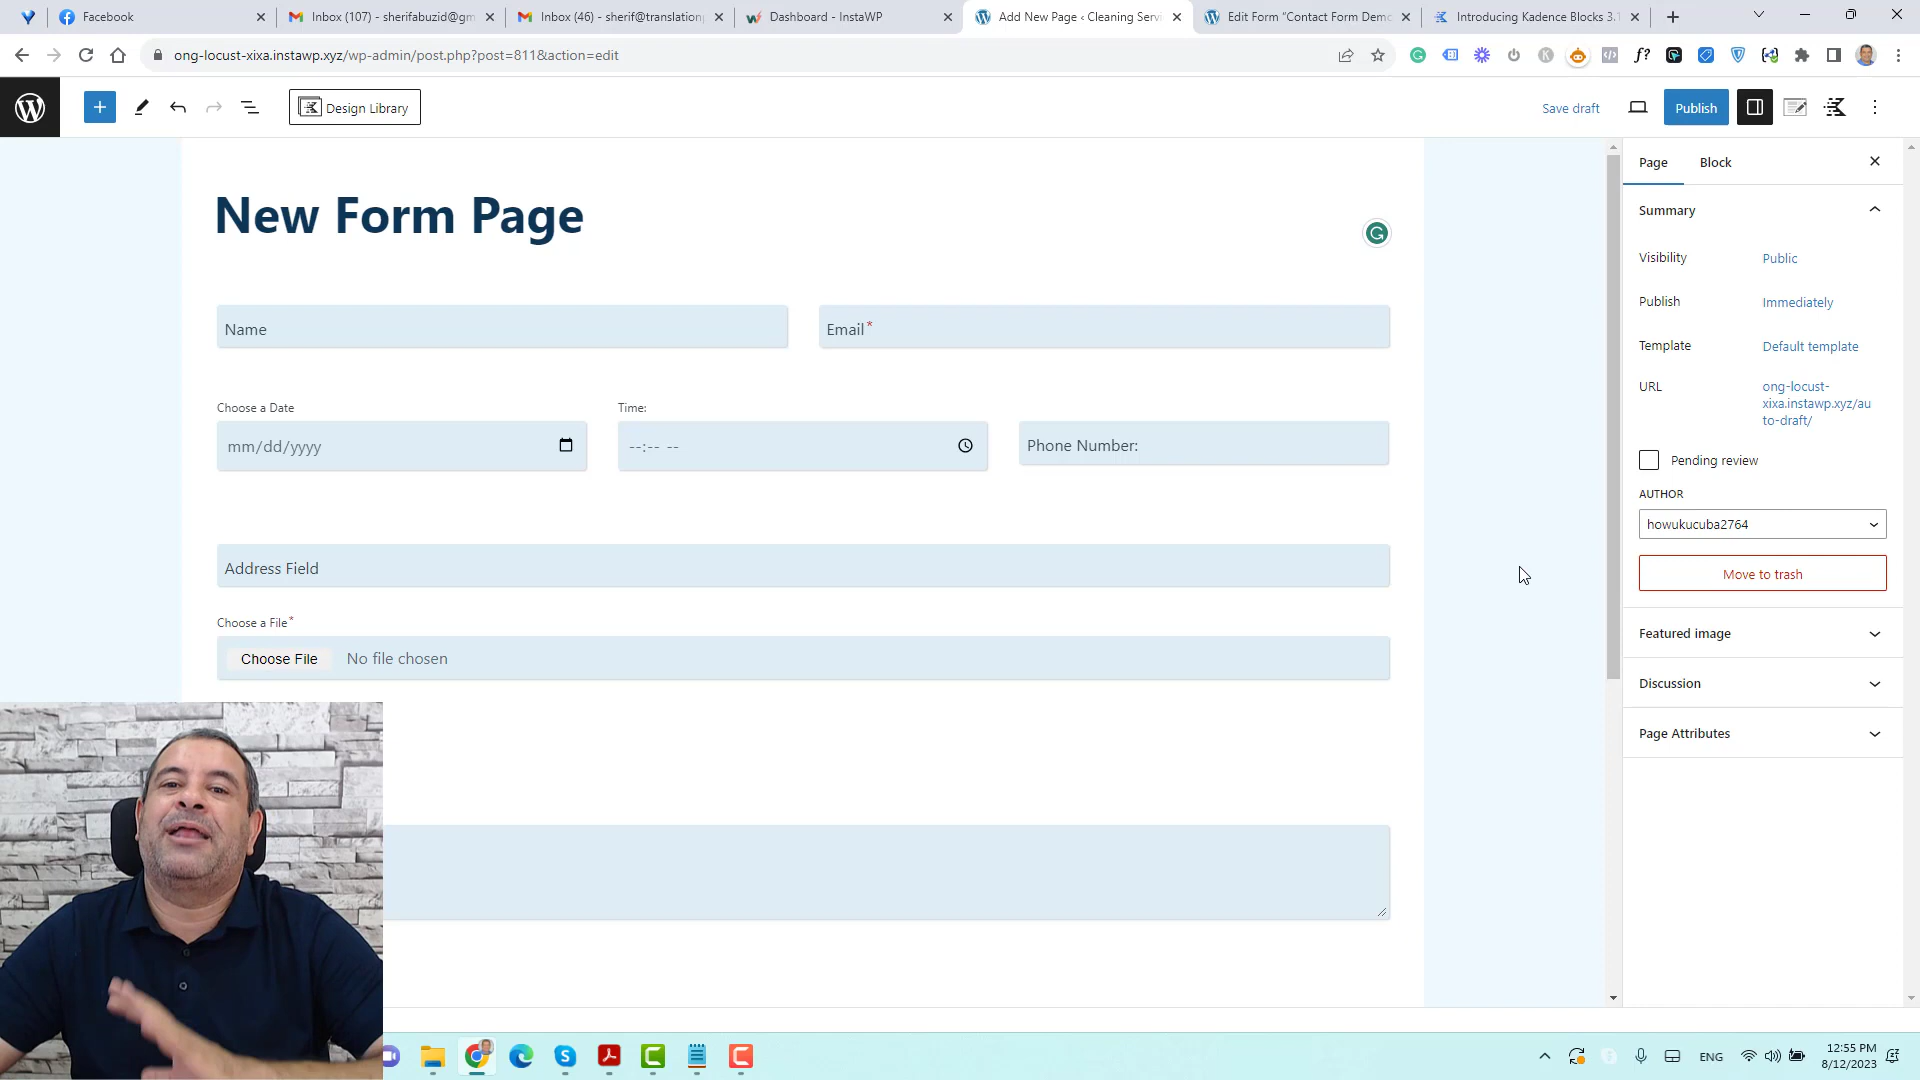 Facebook
Inbox (107) - sherifabuzid@gm
Inbox (46) - sherif@translation
Dashboard - InstaWP
Add New Page ‹ Cleaning Servi
Edit Form "Contact Form Demo
Introducing Kadence Blocks 3.1
ong-locust-xixa.instawp.xyz/wp-admin/post.php?post=811&action=edit
Design Library
Save draft
Publish
Page
Block
New Form Page
Summary
Visibility
Public
Publish
Immediately
Template
Default template
URL
ong-locust-
xixa.instawp.xyz/au
to-draft/
Pending review
AUTHOR
howukucuba2764
Move to trash
Featured image
Discussion
Page Attributes
Name
Email*
Choose a Date
Time:
mm/dd/yyyy
--:-- --
Phone Number:
Address Field
Choose a File*
Choose File
No file chosen
ENG
12:55 PM
8/12/2023